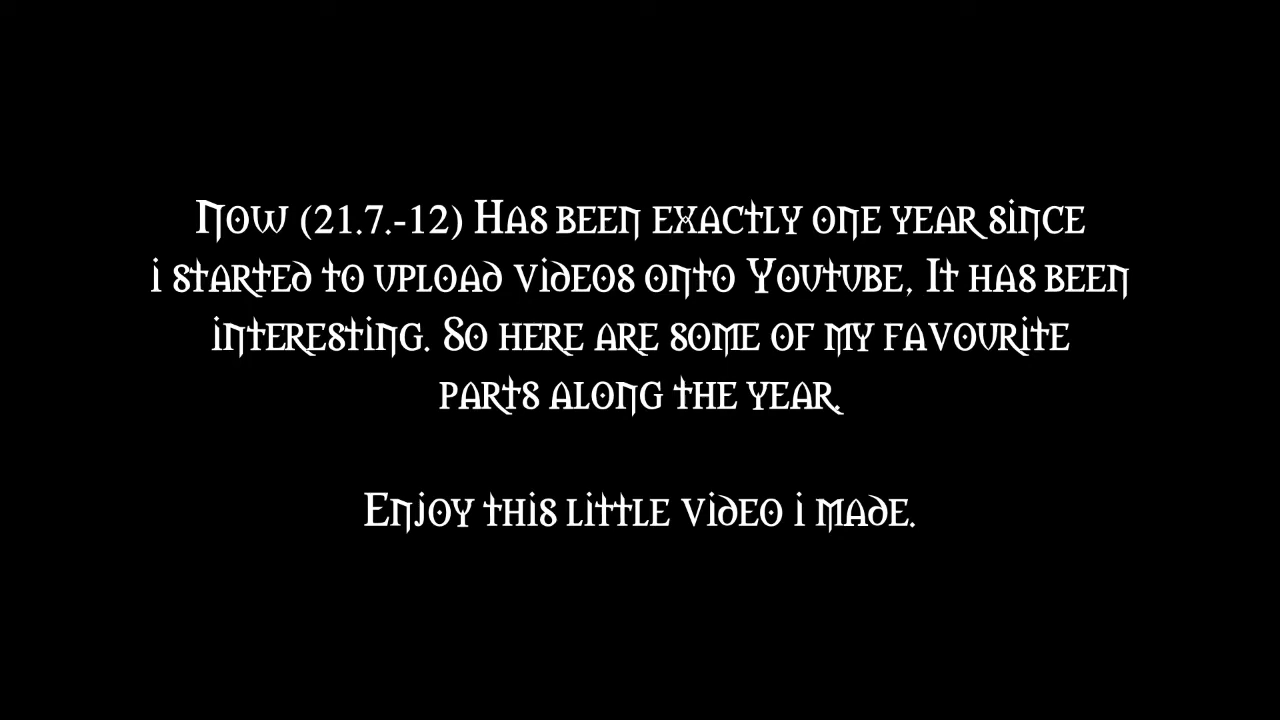 Now (21.7.-12) Has been exactly one year since
i started to upload videos onto Youtube, It has been
interesting. So here are some of my favourite
parts along the year.
Enjoy this little video i made.